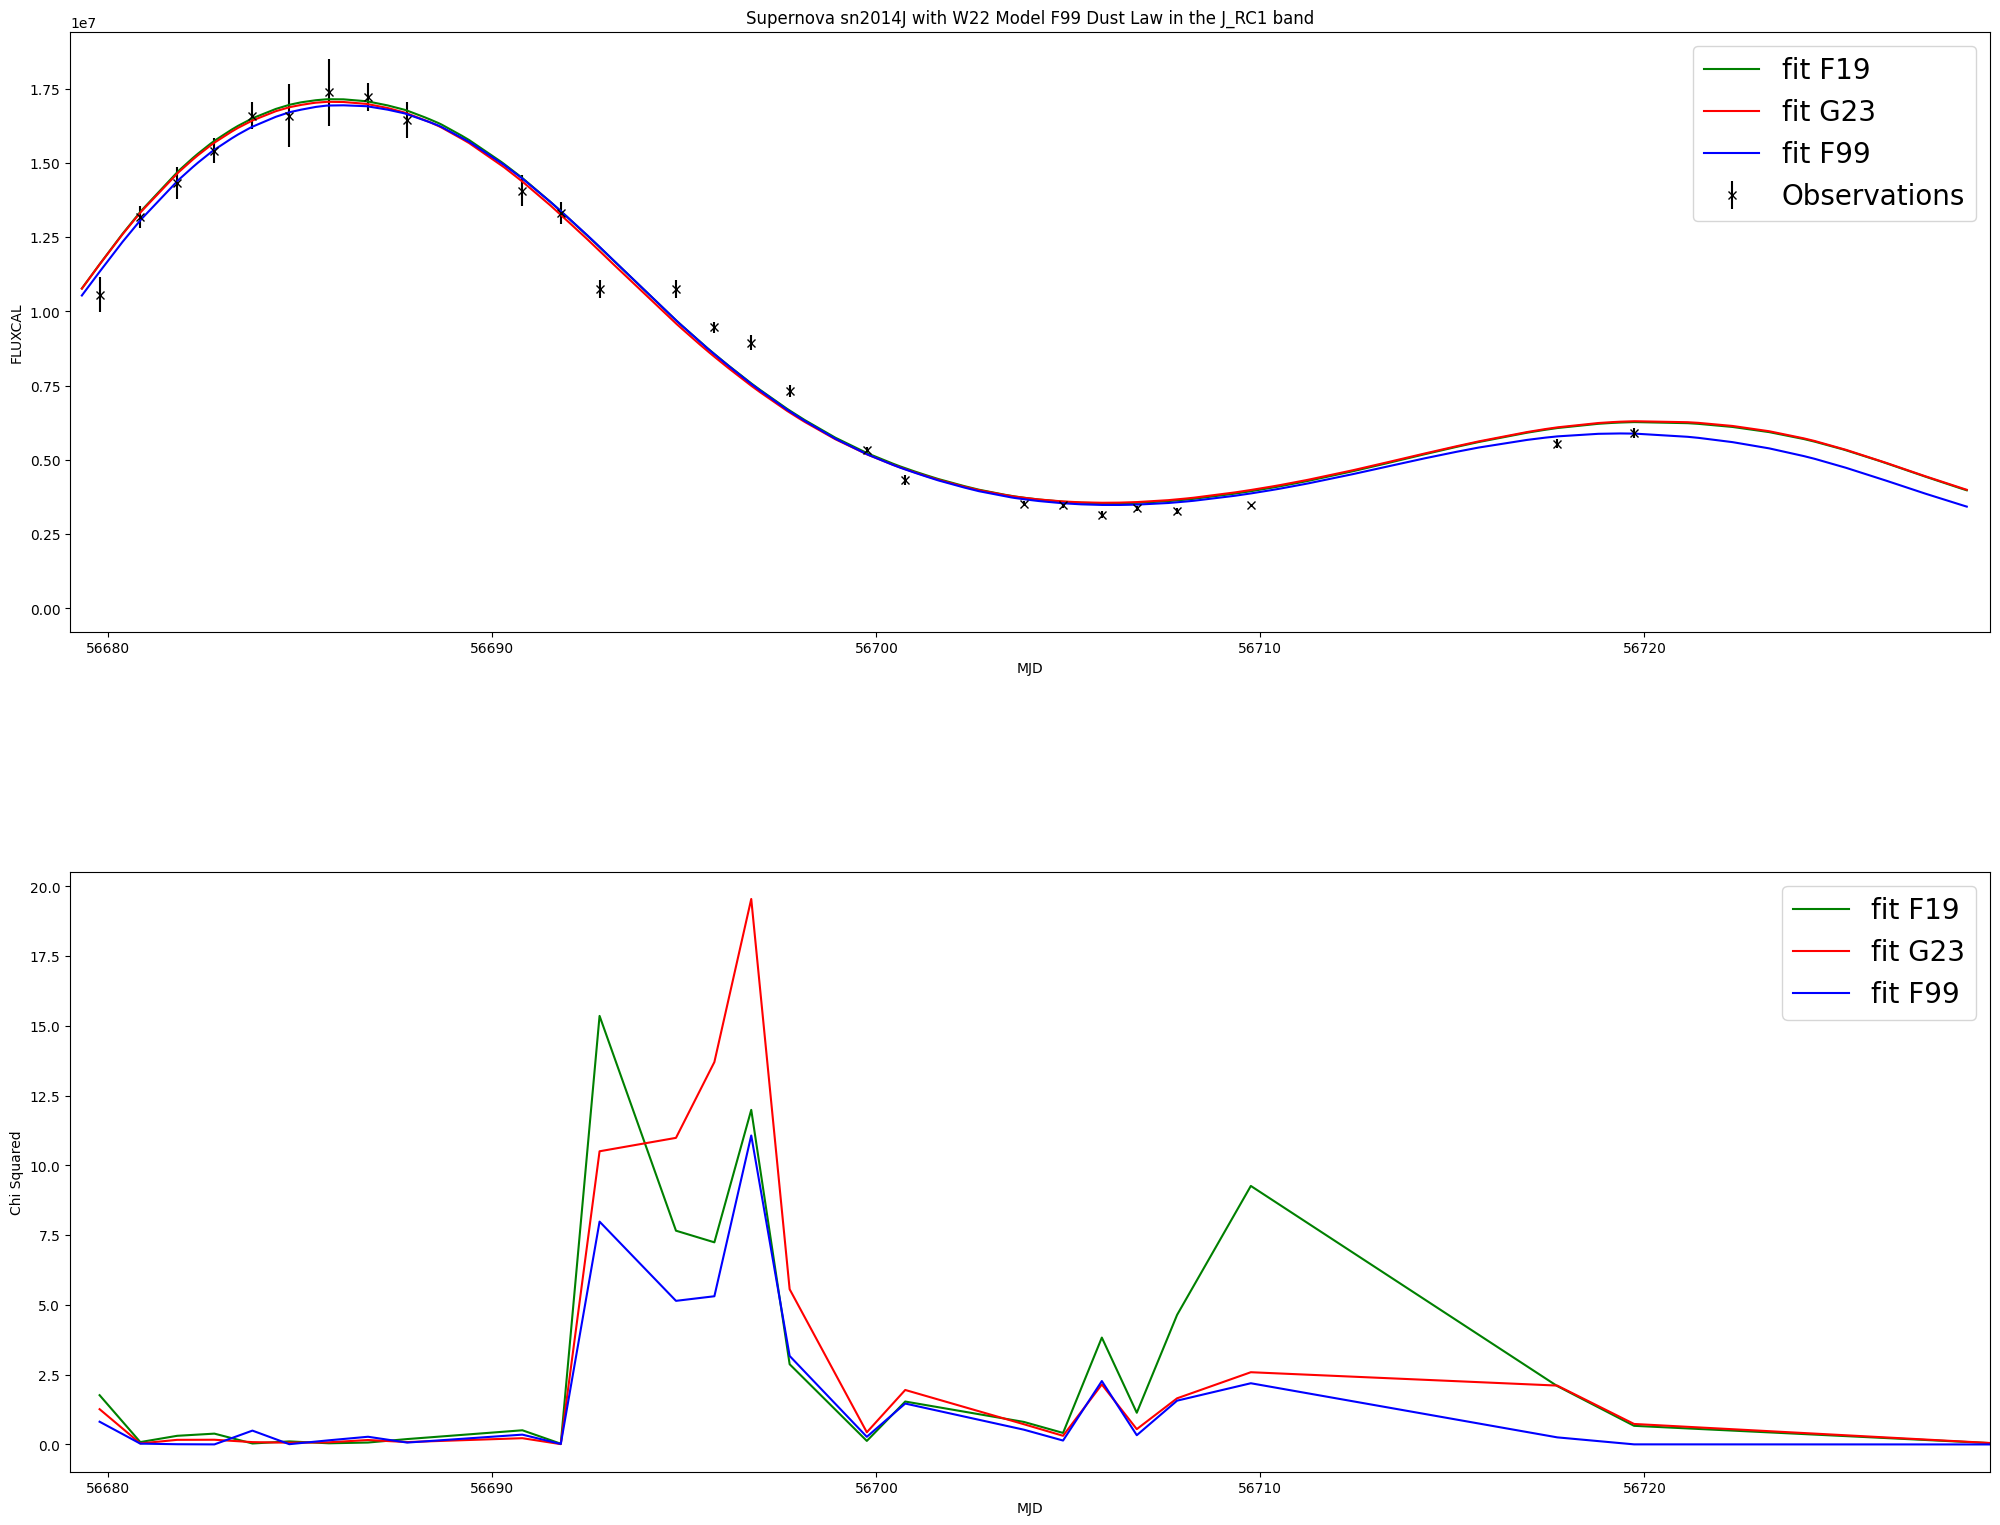 Supernova sn2014J with W22 Model F99 Dust Law in the J_RC1 band
1e7
fit F19
fit G23
fit F99
Observations
1.75
1.50
1.25
1.00
0.75
0.50
0.25
0.00
FLUXCAL
56680 56690 56700 56710 56720
MJD
fit F19
fit G23
fit F99
20.0
17.5
15.0
12.5
10.0
7.5
5.0
2.5
0.0
Chi Squared
56680 56690 56700 56710 56720
MJD